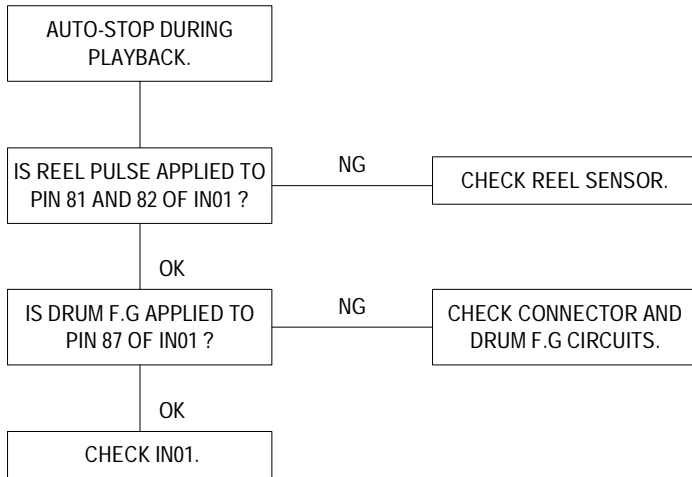 AUTO-STOP DURING
PLAYBACK.
IS REEL PULSE APPLIED TO
PIN 81 AND 82 OF IN01 ?
NG
CHECK REEL SENSOR.
OK
IS DRUM F.G APPLIED TO
PIN 87 OF IN01 ?
NG
CHECK CONNECTOR AND
DRUM F.G CIRCUITS.
OK
CHECK IN01.